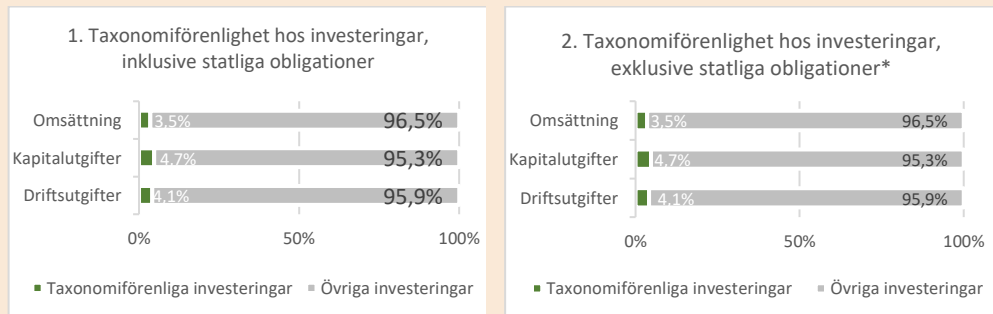 1. Taxonomiförenlighet hos investeringar,
inklusive statliga obligationer
Omsättning 3,5% 96,5%
Kapitalutgifter 4.7% 95,3%
Driftsutgifter 4,1% 95,9%
0% 50% 100%
Taxonomiförenliga investeringar Övriga investeringar
2. Taxonomiförenlighet hos investeringar,
exklusive statliga obligationer*
Omsättning 3,5% 96,5%
Kapitalutgifter 4.7% 95,3%
Driftsutgifter 4,1% 95,9%
0% 50% 100%
Taxonomiförenliga investeringar Övriga investeringar